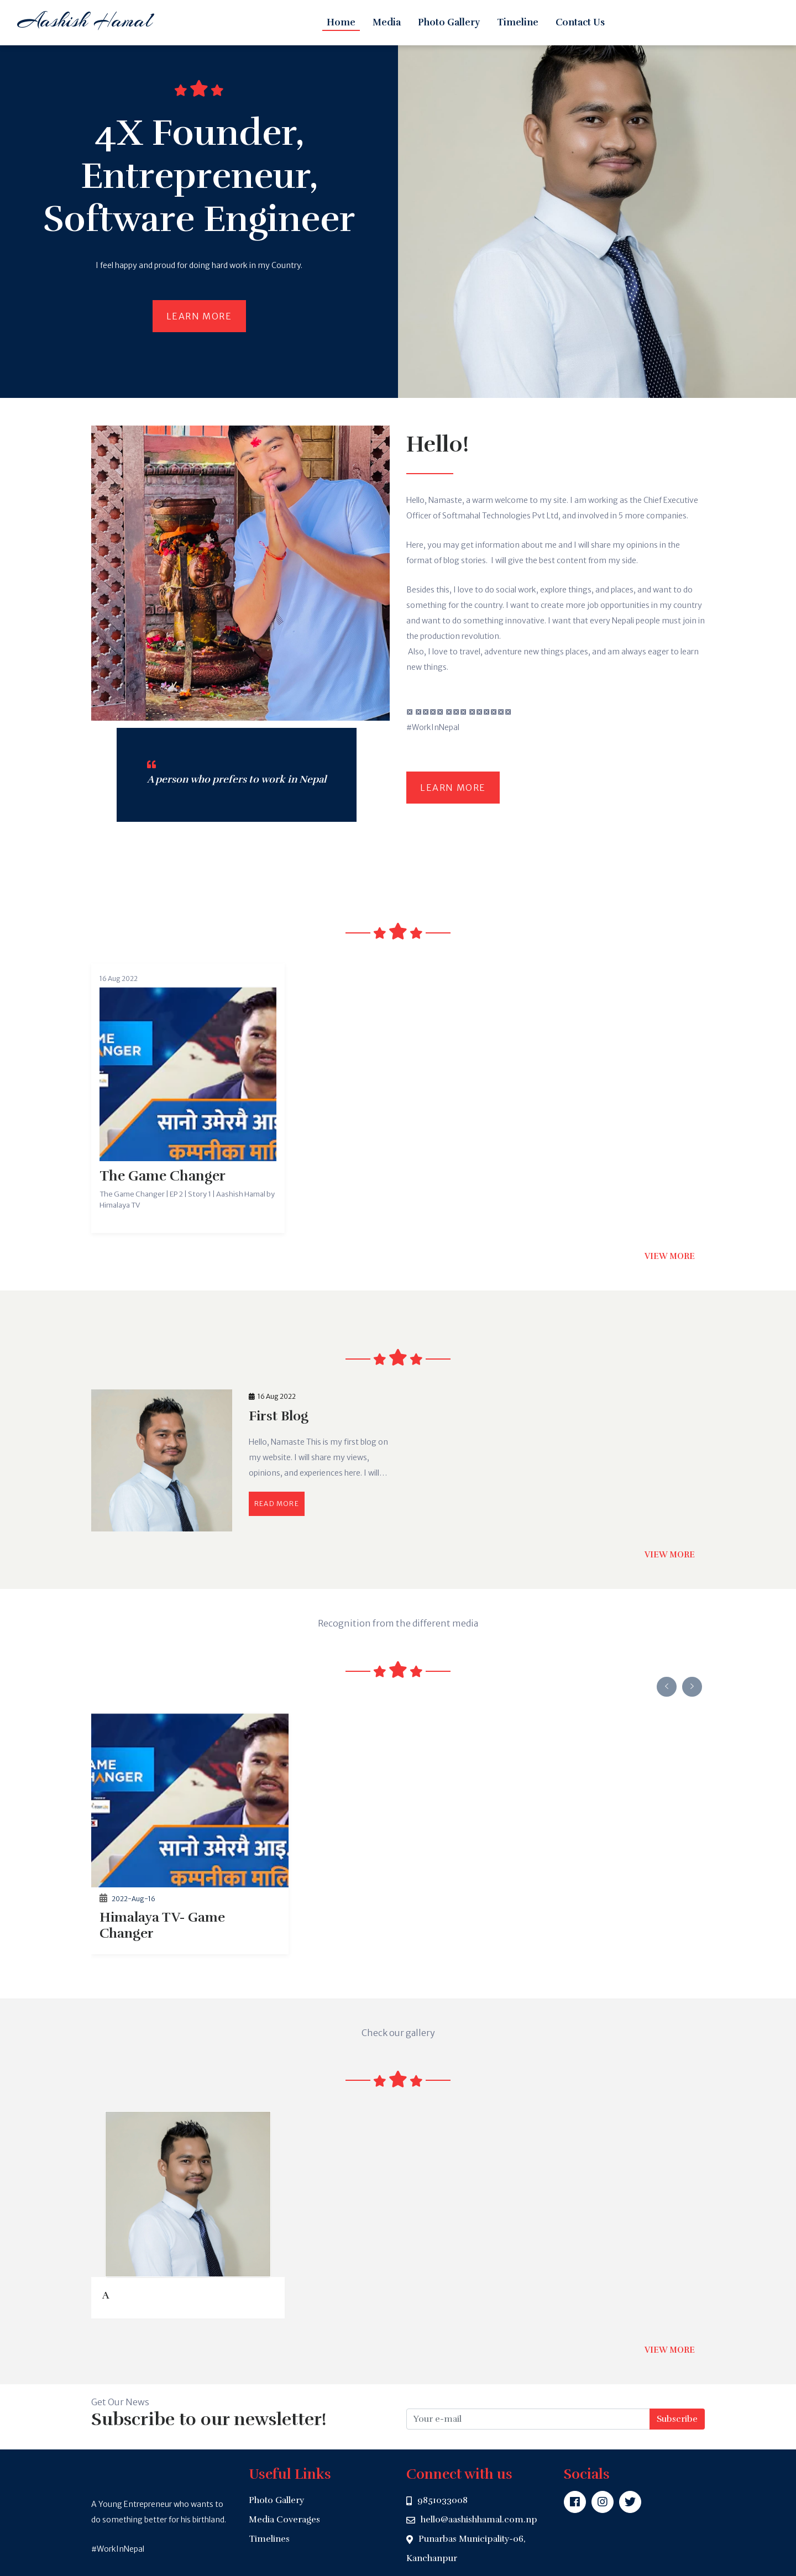 Aashish Hamal
Home Media Photo Gallery Timeline Contact Us
4X Founder,
Entrepreneur,
Software Engineer
I feel happy and proud for doing hard work in my Country.
LEARN MORE
Hello!
Hello, Namaste, a warm welcome to my site. I am working as the Chief Executive
Officer of Softmahal Technologies Pvt Ltd, and involved in 5 more companies.
Here, you may get information about me and I will share my opinions in the
format of blog stories. I will give the best content from my side.
Besides this, I love to do social work, explore things, and places, and want to do
something for the country. I want to create more job opportunities in my country
and want to do something innovative. I want that every Nepali people must join in
the production revolution.
Also, I love to travel, adventure new things places, and am always eager to learn
new things.
#WorkInNepal
LEARN MORE
A person who prefers to work in Nepal
16 Aug 2022
ME
ANGER
सानो उमेरमै आइ
कम्पनीका मालि
The Game Changer
The Game Changer | EP 2 | Story 1 | Aashish Hamal by
Himalaya TV
VIEW MORE
16 Aug 2022
First Blog
Hello, Namaste This is my first blog on
my website. I will share my views,
opinions, and experiences here. I will...
READ MORE
VIEW MORE
Recognition from the different media
AME
HANGER
सानो उमेरमै आइ
कम्पनीका मालि
2022-Aug-16
Himalaya TV- Game
Changer
Check our gallery
A
VIEW MORE
Get Our News
Subscribe to our newsletter!
Your e-mail
Subscribe
A Young Entrepreneur who wants to
do something better for his birthland.
#WorkInNepal
Useful Links
Photo Gallery
Media Coverages
Timelines
Connect with us
9851033008
hello@aashishhamal.com.np
Punarbas Municipality-06,
Kanchanpur
Socials